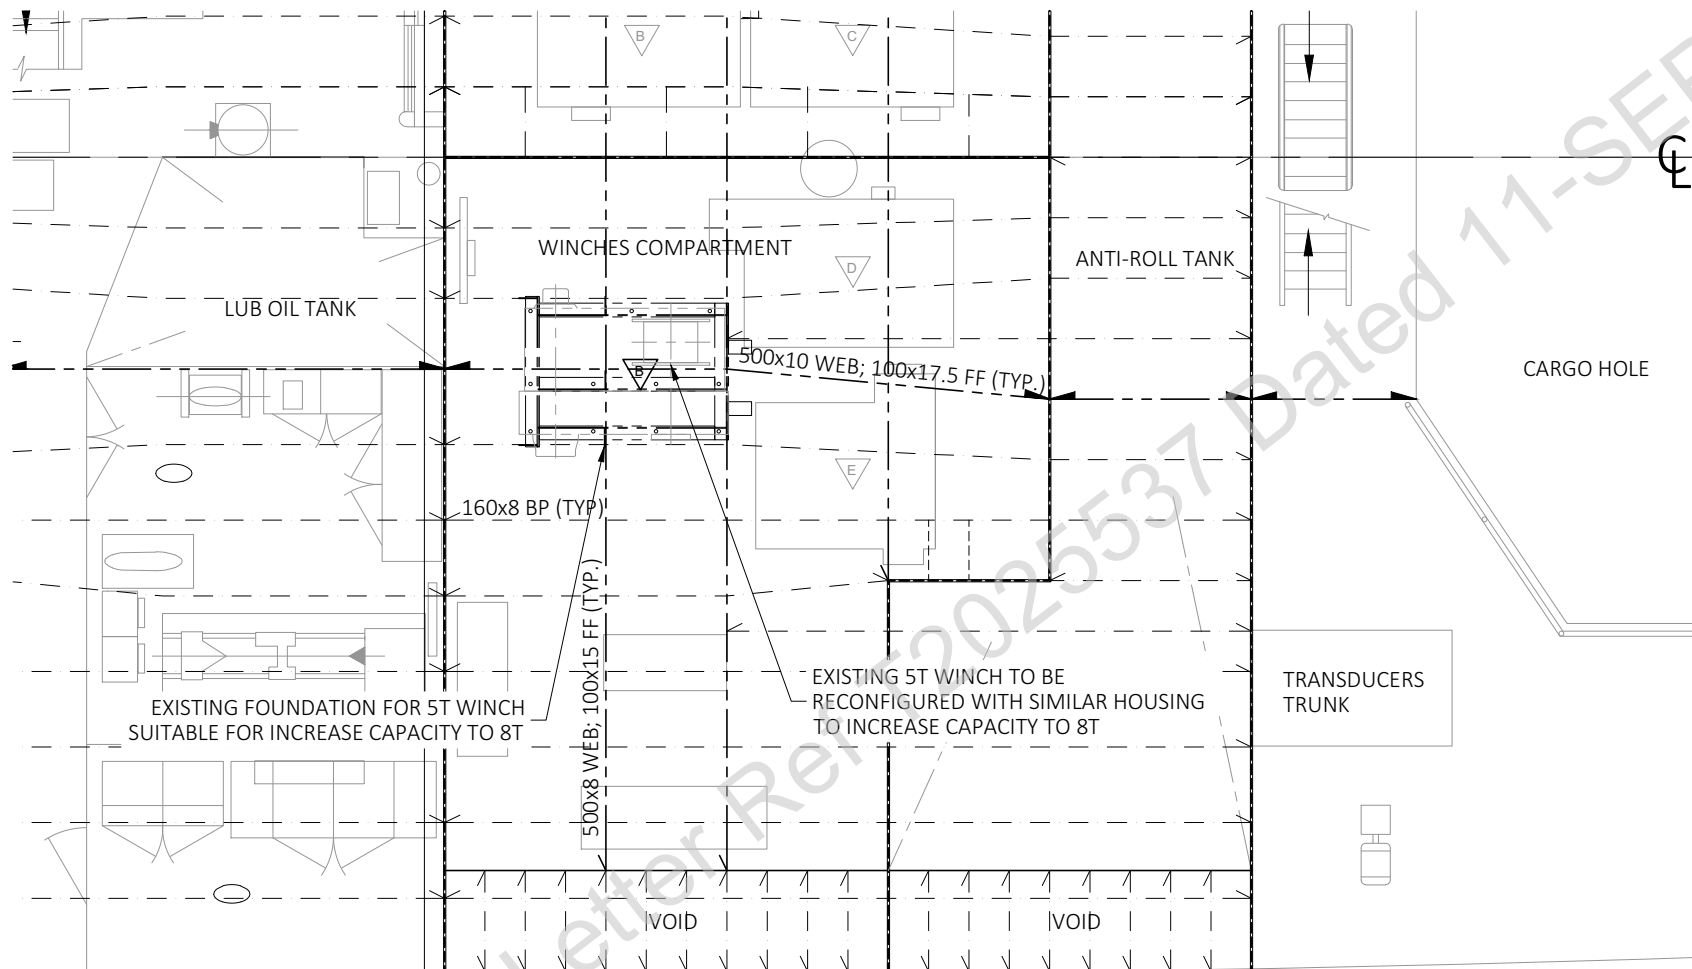 B
C
℄
WINCHES COMPARTMENT
ANTI-ROLL TANK
D
LUB OIL TANK
500x10 WEB; 100x17.5 FF (TYP.)
B
CARGO HOLE
E
160x8 BP (TYP)
500x8 WEB; 100x15 FF (TYP.)
EXISTING FOUNDATION FOR 5T WINCH
SUITABLE FOR INCREASE CAPACITY TO 8T
EXISTING 5T WINCH TO BE
RECONFIGURED WITH SIMILAR HOUSING
TO INCREASE CAPACITY TO 8T
TRANSDUCERS
TRUNK
VOID
VOID
Letter Ref T2025537 Dated 11-SEP